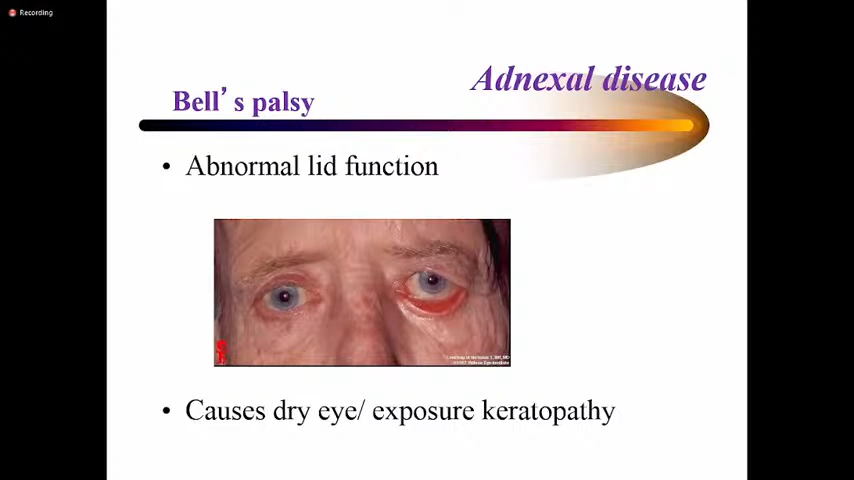 Recording
Adnexal disease
Bell's palsy
• Abnormal lid function
• Causes dry eye/ exposure keratopathy